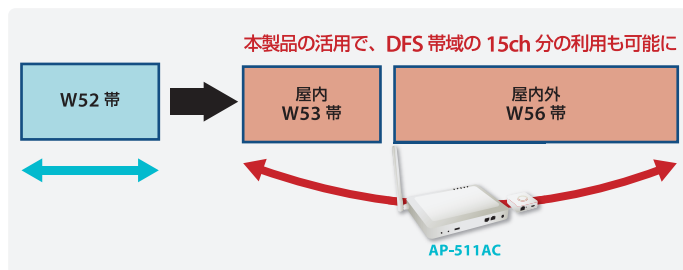 本製品の活用で、DFS 帯域の 15ch 分の利用も可能に
W52 帯
屋内
W53 帯
屋内外
W56 帯
AP-511AC